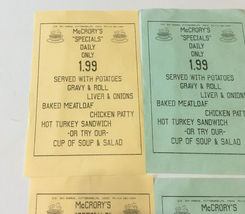 McCRORY'S
"SPECIALS"
DAILY
ONLY
1.99
SERVED WITH POTATOES
GRAVY & ROLL
LIVER & ONIONS
BAKED MEATLOAF
CHICKEN PATTY
HOT TURKEY SANDWICH
-OR TRY OUR-
CUP OF SOUP & SALAD
McCRORY'S
"SPECIALS"
DAILY
ONLY
1.99
SERVED WITH POTATOES
GRAVY & ROLL
LIVER & ONIONS
BAKED MEATLOAF
CHICKEN PATTY
HOT TURKEY SANDWICH
-OR TRY OUR-
CUP OF SOUP & SALAD
McCRORY'S
McCRORY'S